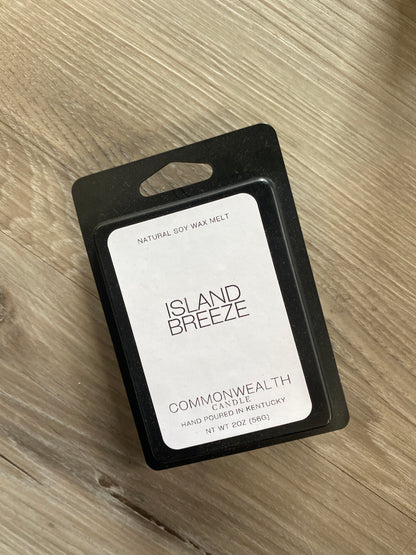 NATURAL SOY WAX MELT
ISLAND
BREEZE
COMMONWEALTH
CANDLE
HAND POURED IN KENTUCKY
NT WT 2OZ (56G)